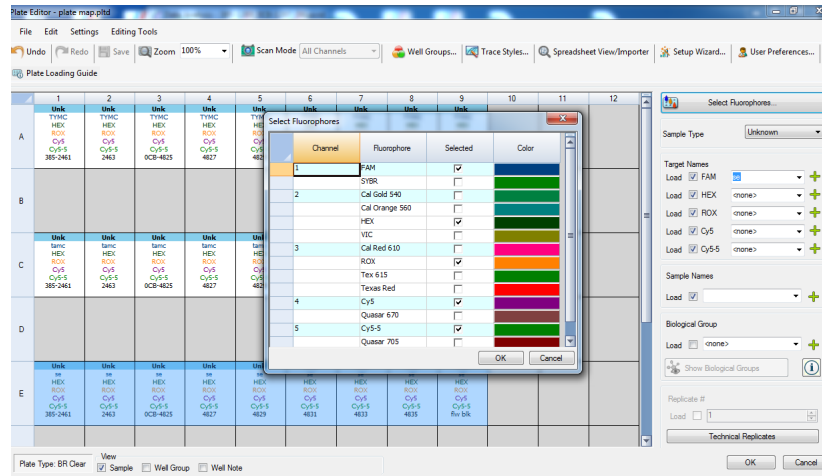 Plate Editor - plate map.pltd
File Edit Settings Editing Tools
Undo Redo Save Zoom 100% Scan Mode All Channels Well Groups... Trace Styles... Spreadsheet View/Importer Setup Wizard... User Preferences...
Plate Loading Guide
1 2 3 4 5 6 7 8 9 10 11 12
A
Unk Unk Unk Unk Unk Unk Unk Unk Unk
TYMC TYMC TYMC TYMC TYMC
HEX HEX HEX HEX HEX
ROX ROX ROX ROX ROX
Cy5 Cy5 Cy5 Cy5 Cy5
Cy5-5 Cy5-5 Cy5-5 Cy5-5 Cy5-5
385-2461 2463 0CB-4825 4827 482
B
C
Unk Unk Unk Unk Un
tamc tamc tamc tamc tamc
HEX HEX HEX HEX HEX
ROX ROX ROX ROX ROX
Cy5 Cy5 Cy5 Cy5 Cy5
Cy5-5 Cy5-5 Cy5-5 Cy5-5 Cy5-5
385-2461 2463 0CB-4825 4827 482
D
E
Unk Unk Unk Unk Unk
se se se se se se se se se
HEX HEX HEX HEX HEX HEX HEX HEX HEX
ROX ROX ROX ROX ROX ROX ROX ROX ROX
Cy5 Cy5 Cy5 Cy5 Cy5 Cy5 Cy5 Cy5 Cy5
Cy5-5 Cy5-5 Cy5-5 Cy5-5 Cy5-5 Cy5-5 Cy5-5 Cy5-5 Cy5-5
385-2461 2463 0CB-4825 4827 4829 4831 4833 4835 flw blk
Select Fluorophores
Channel Fluorophore Selected Color
1 FAM
SYBR
2 Cal Gold 540
Cal Orange 560
HEX
VIC
3 Cal Red 610
ROX
Tex 615
Texas Red
4 Cy5
Quasar 670
5 Cy5-5
Quasar 705
OK Cancel
Select Fluorophores...
Sample Type Unknown
Target Names
Load FAM se
Load HEX <none>
Load ROX <none>
Load Cy5 <none>
Load Cy5-5 <none>
Sample Names
Load
Biological Group
Load <none>
Show Biological Groups
Replicate #
Load 1
Technical Replicates
Plate Type: BR Clear View
Sample Well Group Well Note
OK Cancel